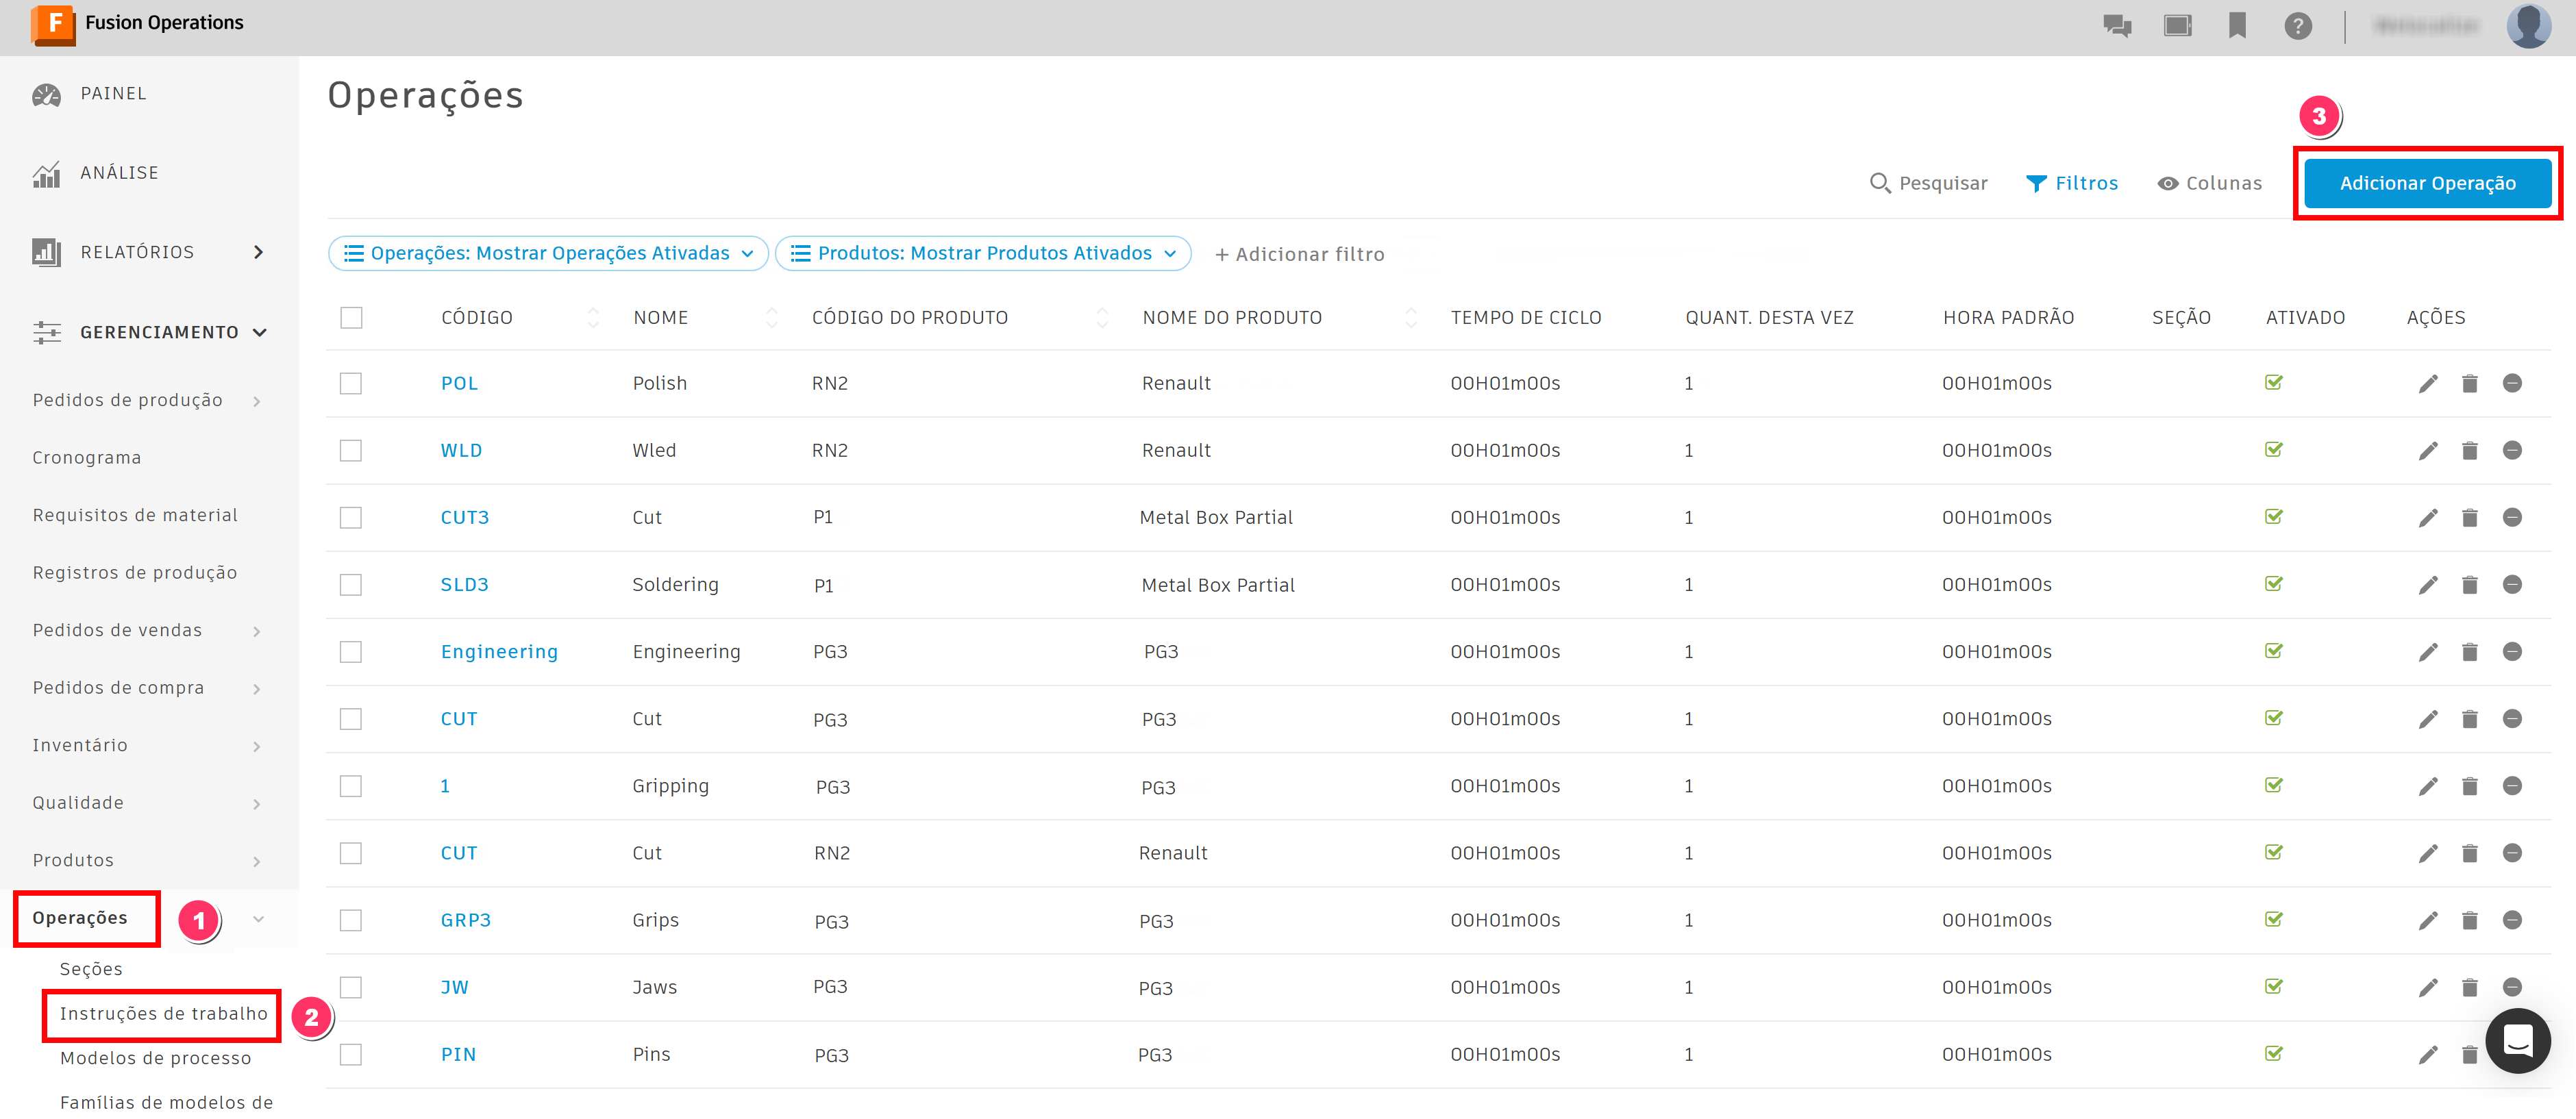 F Fusion Operations
?
PAINEL
ANÁLISE
RELATÓRIOS
GERENCIAMENTO
Pedidos de produção
Cronograma
Requisitos de material
Registros de produção
Pedidos de vendas
Pedidos de compra
Inventário
Qualidade
Produtos
Operações 1
Seções
Instruções de trabalho 2
Modelos de processo
Famílias de modelos de
Operações
3
Pesquisar Filtros Colunas Adicionar Operação
Operações: Mostrar Operações Ativadas Produtos: Mostrar Produtos Ativados + Adicionar filtro
CÓDIGO NOME CÓDIGO DO PRODUTO NOME DO PRODUTO TEMPO DE CICLO QUANT. DESTA VEZ HORA PADRÃO SEÇÃO ATIVADO AÇÕES
POL Polish RN2 Renault 00H01m00s 1 00H01m00s
WLD Wled RN2 Renault 00H01m00s 1 00H01m00s
CUT3 Cut P1 Metal Box Partial 00H01m00s 1 00H01m00s
SLD3 Soldering P1 Metal Box Partial 00H01m00s 1 00H01m00s
Engineering Engineering PG3 PG3 00H01m00s 1 00H01m00s
CUT Cut PG3 PG3 00H01m00s 1 00H01m00s
1 Gripping PG3 PG3 00H01m00s 1 00H01m00s
CUT Cut RN2 Renault 00H01m00s 1 00H01m00s
GRP3 Grips PG3 PG3 00H01m00s 1 00H01m00s
JW Jaws PG3 PG3 00H01m00s 1 00H01m00s
PIN Pins PG3 PG3 00H01m00s 1 00H01m00s